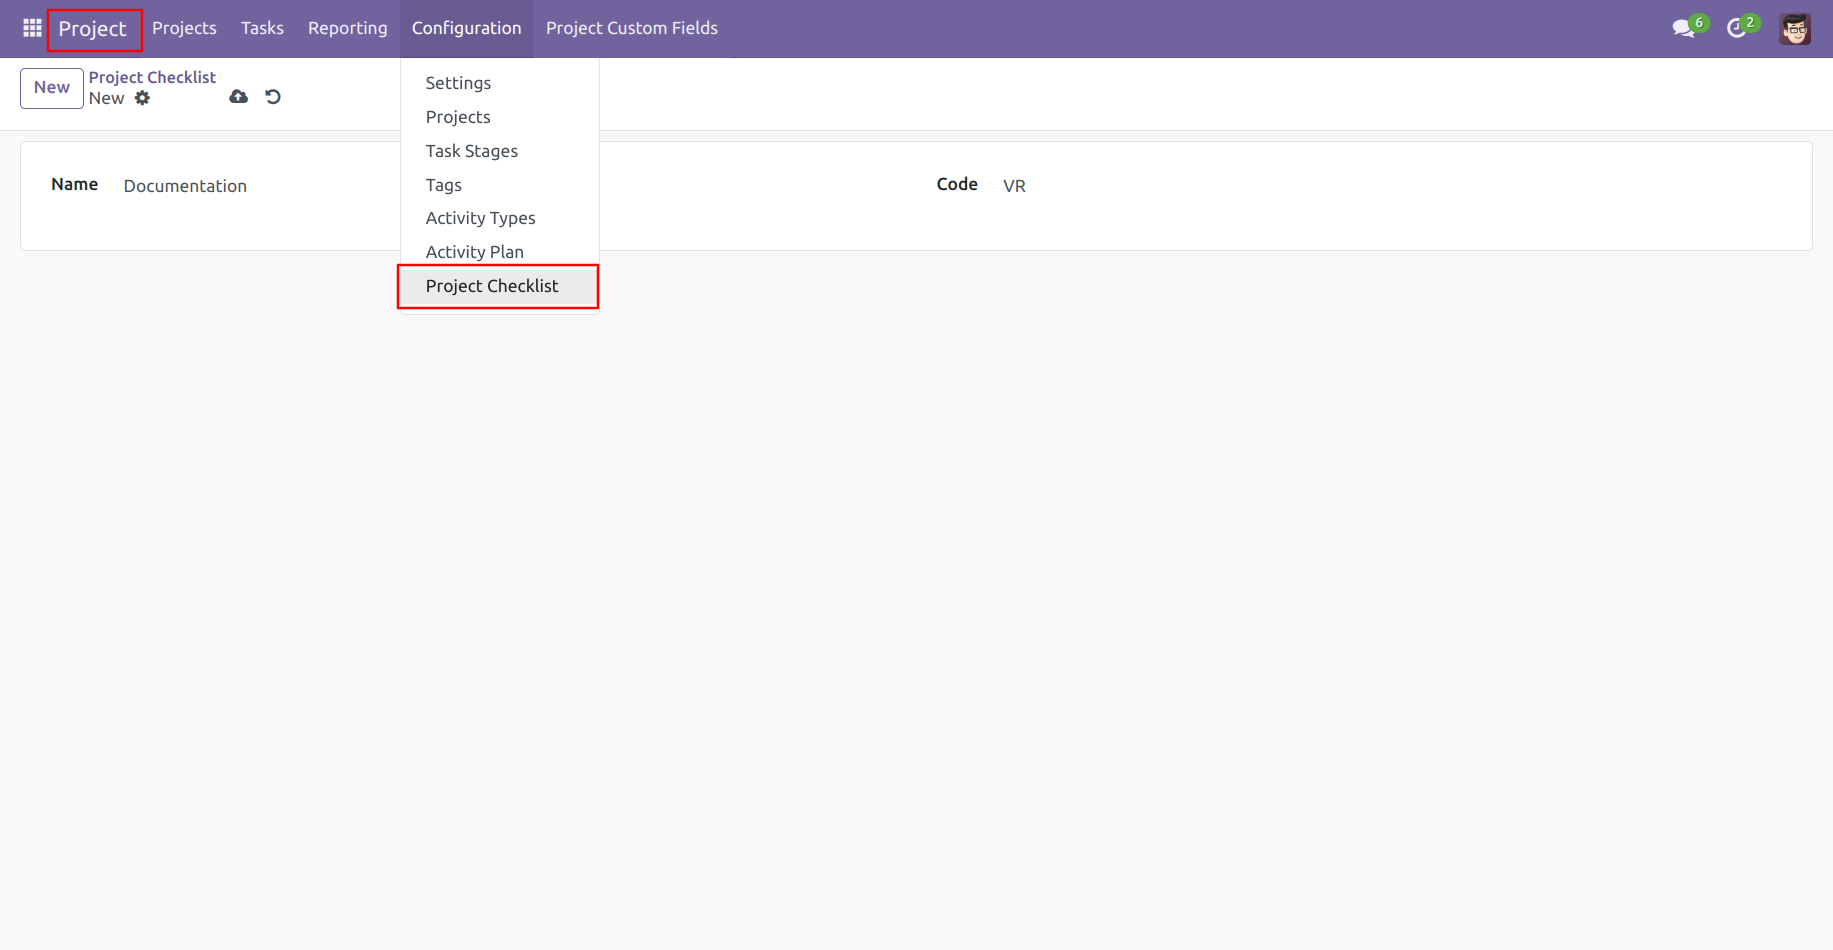 Project Projects Tasks Reporting Configuration Project Custom Fields 6 2
New Project Checklist
New
Settings
Projects
Task Stages
Tags
Activity Types
Activity Plan
Project Checklist
Name Documentation Code VR